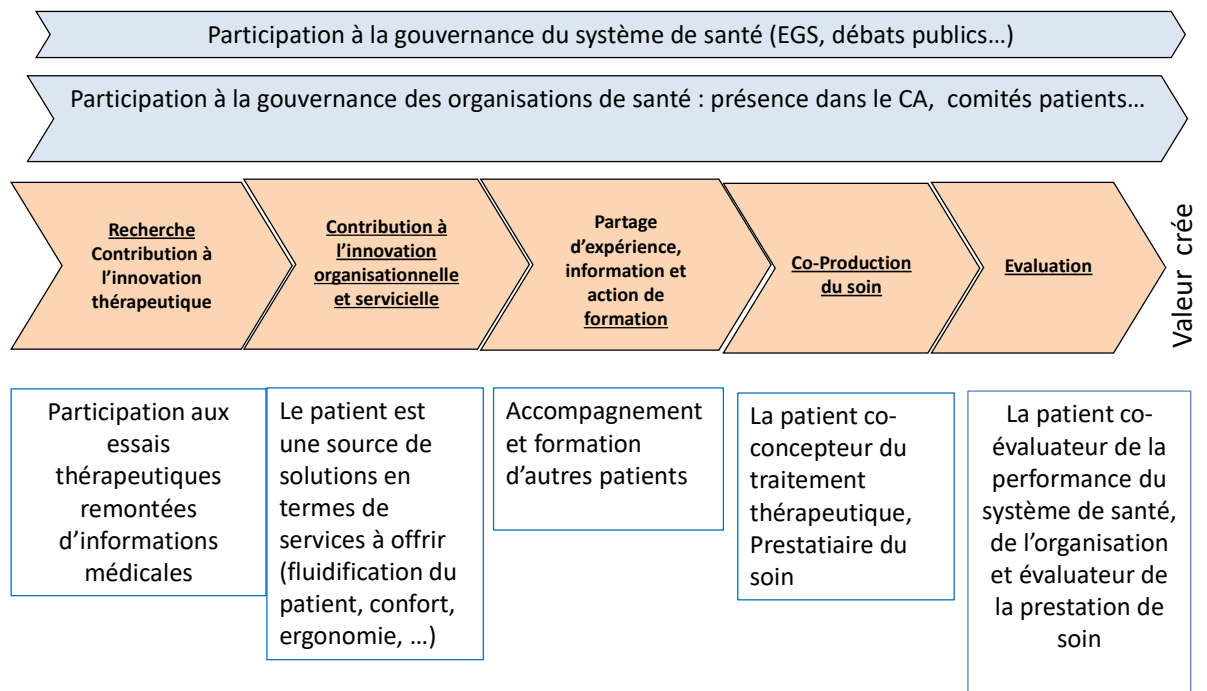 Participation à la gouvernance du système de santé (EGS, débats publics…)
Participation à la gouvernance des organisations de santé : présence dans le CA, comités patients…
Recherche
Contribution à
l’innovation
thérapeutique
Contribution à
l’innovation
organisationnelle
et servicielle
Partage
d’expérience,
information et
action de
formation
Co-Production
du soin
Evaluation
Valeur crée
Participation aux
essais
thérapeutiques
remontées
d’informations
médicales
Le patient est
une source de
solutions en
termes de
services à offrir
(fluidification du
patient, confort,
ergonomie, …)
Accompagnement
et formation
d’autres patients
La patient co-
concepteur du
traitement
thérapeutique,
Prestatiaire du
soin
La patient co-
évaluateur de la
performance du
système de santé,
de l’organisation
et évaluateur de
la prestation de
soin